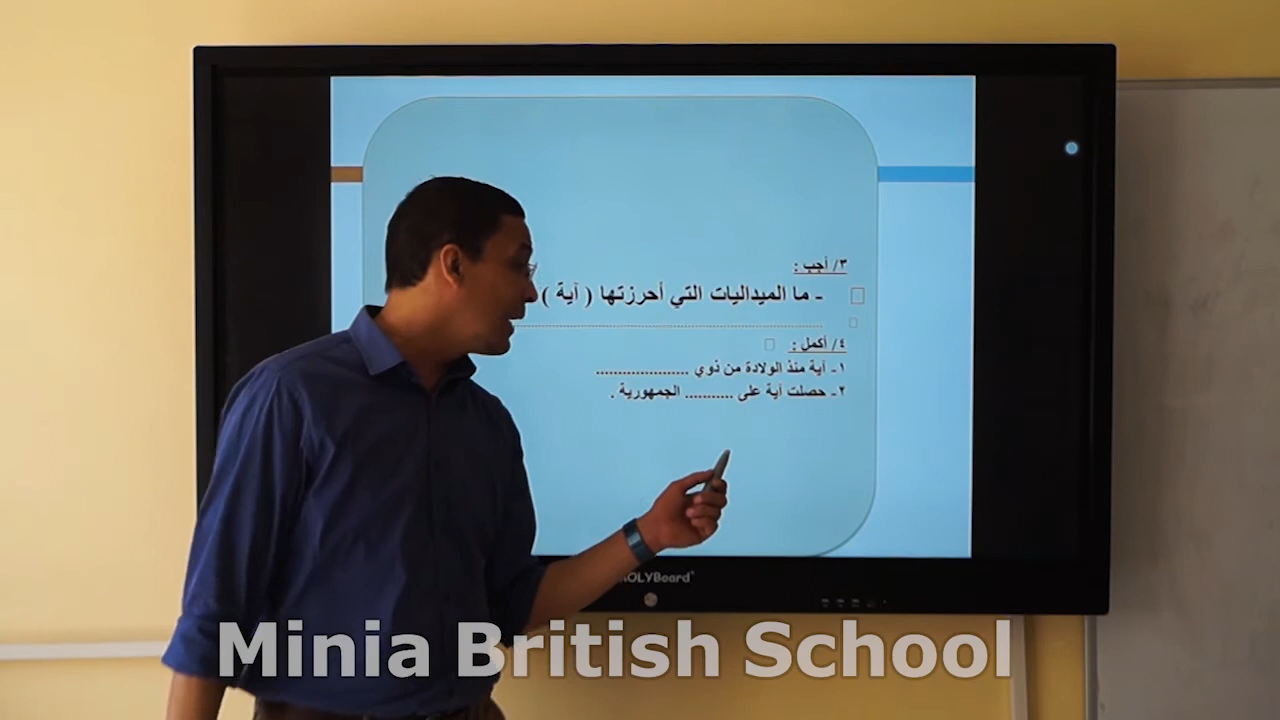 ٣/ أجب :
- ما الميداليات التي أحرزتها ( آية )
................................................................
٤/ أكمل :
١- آية منذ الولادة من ذوي .....................
٢- حصلت آية على ........... الجمهورية .
Minia British School